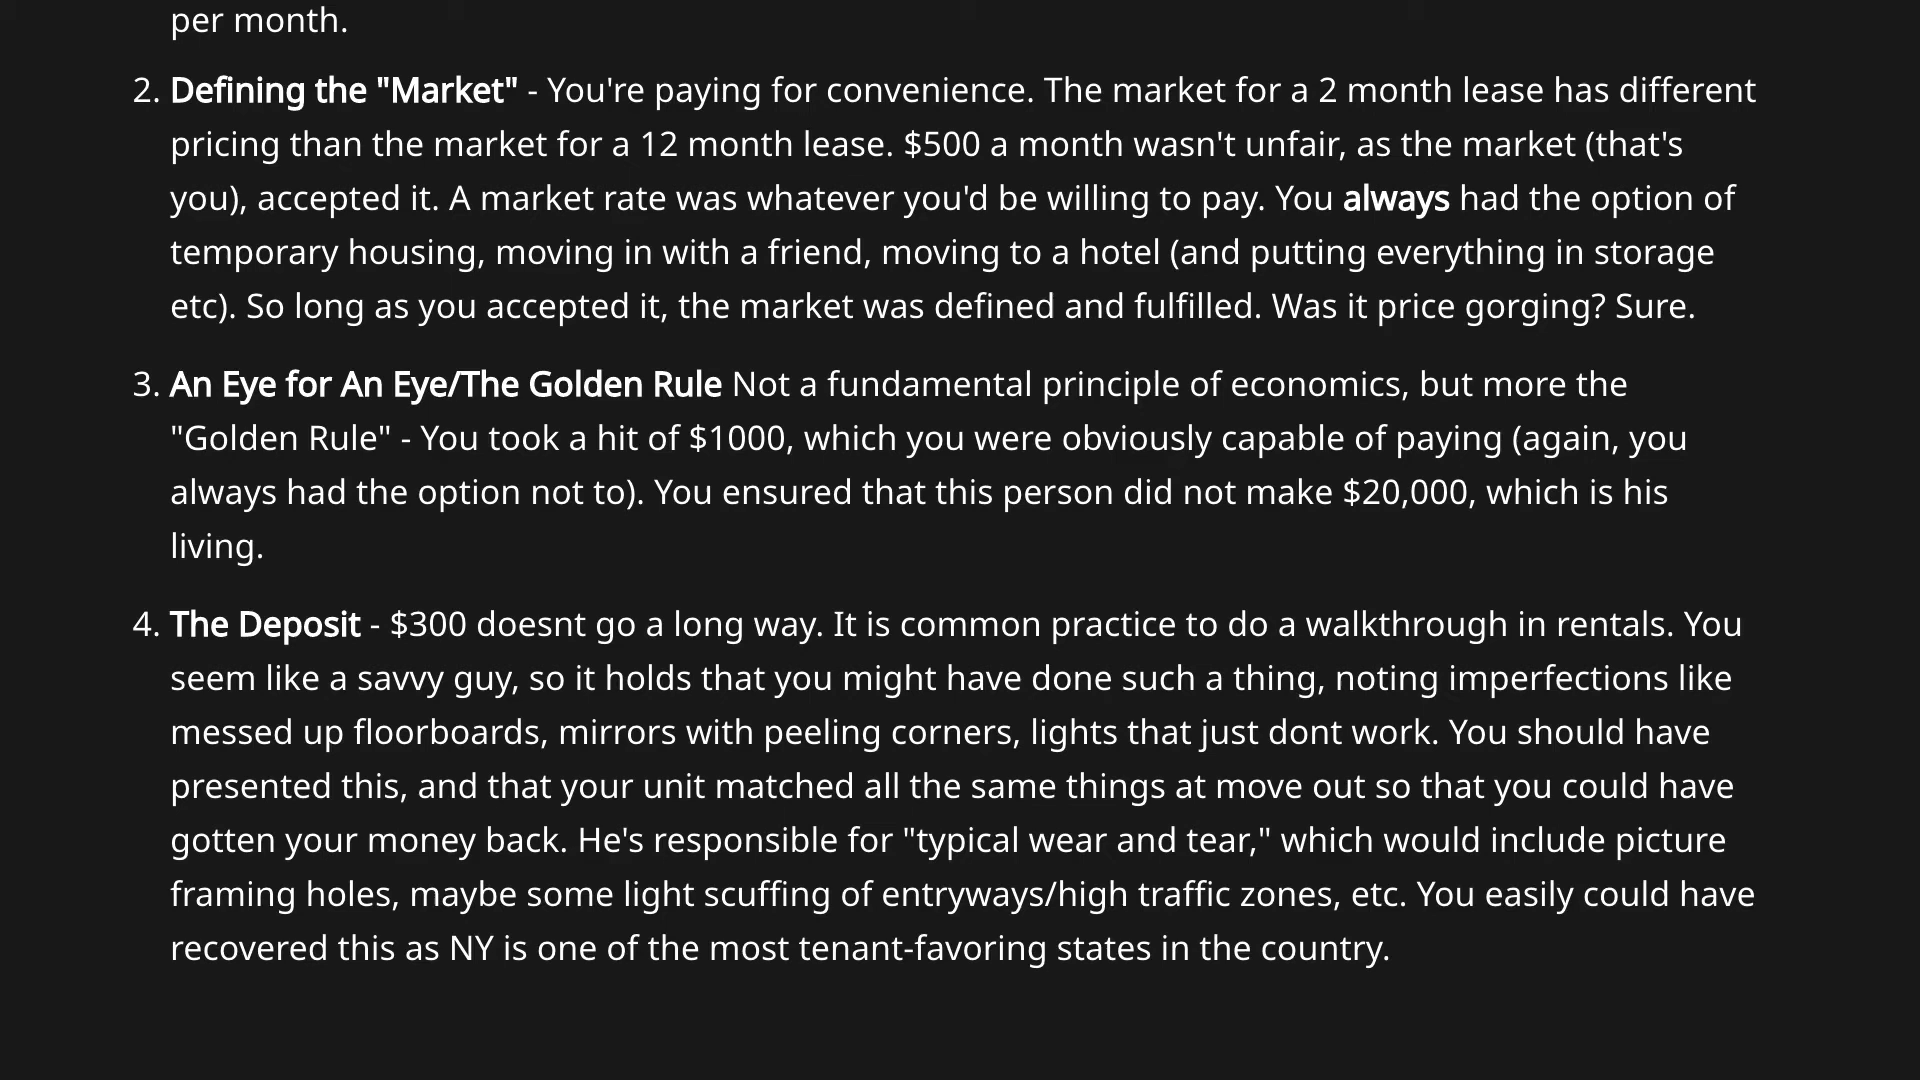 per month.
2. Defining the "Market" - You're paying for convenience. The market for a 2 month lease has different
pricing than the market for a 12 month lease. $500 a month wasn't unfair, as the market (that's
you), accepted it. A market rate was whatever you'd be willing to pay. You always had the option of
temporary housing, moving in with a friend, moving to a hotel (and putting everything in storage
etc). So long as you accepted it, the market was defined and fulfilled. Was it price gorging? Sure.
3. An Eye for An Eye/The Golden Rule Not a fundamental principle of economics, but more the
"Golden Rule" - You took a hit of $1000, which you were obviously capable of paying (again, you
always had the option not to). You ensured that this person did not make $20,000, which is his
living.
4. The Deposit - $300 doesnt go a long way. It is common practice to do a walkthrough in rentals. You
seem like a savvy guy, so it holds that you might have done such a thing, noting imperfections like
messed up floorboards, mirrors with peeling corners, lights that just dont work. You should have
presented this, and that your unit matched all the same things at move out so that you could have
gotten your money back. He's responsible for "typical wear and tear," which would include picture
framing holes, maybe some light scuffing of entryways/high traffic zones, etc. You easily could have
recovered this as NY is one of the most tenant-favoring states in the country.